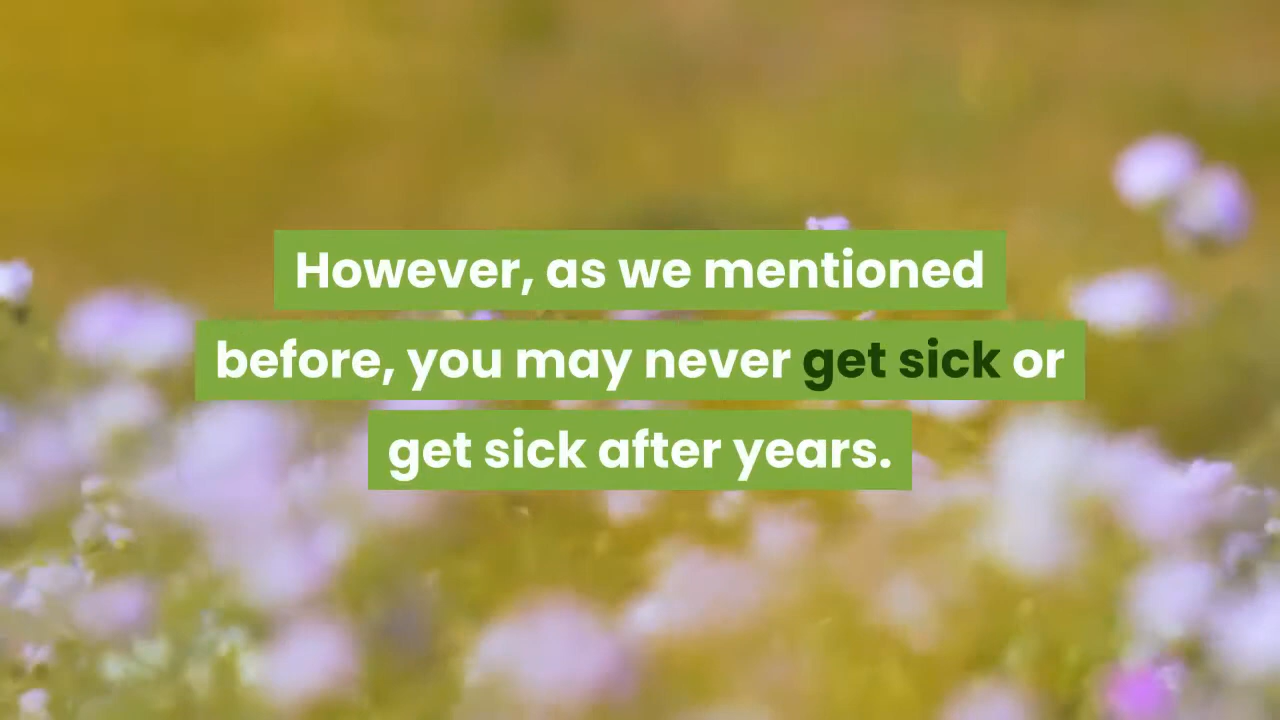 However, as we mentioned
before, you may never get sick or
get sick after years.